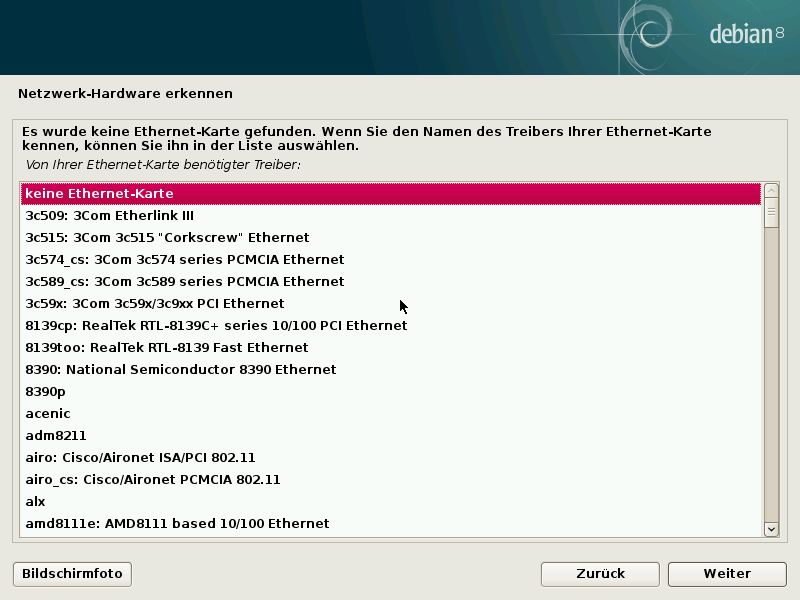 debian 8
Netzwerk-Hardware erkennen
Es wurde keine Ethernet-Karte gefunden. Wenn Sie den Namen des Treibers Ihrer Ethernet-Karte
kennen, können Sie ihn in der Liste auswählen.
Von Ihrer Ethernet-Karte benötigter Treiber:
keine Ethernet-Karte
3c509: 3Com Etherlink III
3c515: 3Com 3c515 "Corkscrew" Ethernet
3c574_cs: 3Com 3c574 series PCMCIA Ethernet
3c589_cs: 3Com 3c589 series PCMCIA Ethernet
3c59x: 3Com 3c59x/3c9xx PCI Ethernet
8139cp: RealTek RTL-8139C+ series 10/100 PCI Ethernet
8139too: RealTek RTL-8139 Fast Ethernet
8390: National Semiconductor 8390 Ethernet
8390p
acenic
adm8211
airo: Cisco/Aironet ISA/PCI 802.11
airo_cs: Cisco/Aironet PCMCIA 802.11
alx
amd8111e: AMD8111 based 10/100 Ethernet
Bildschirmfoto
Zurück
Weiter